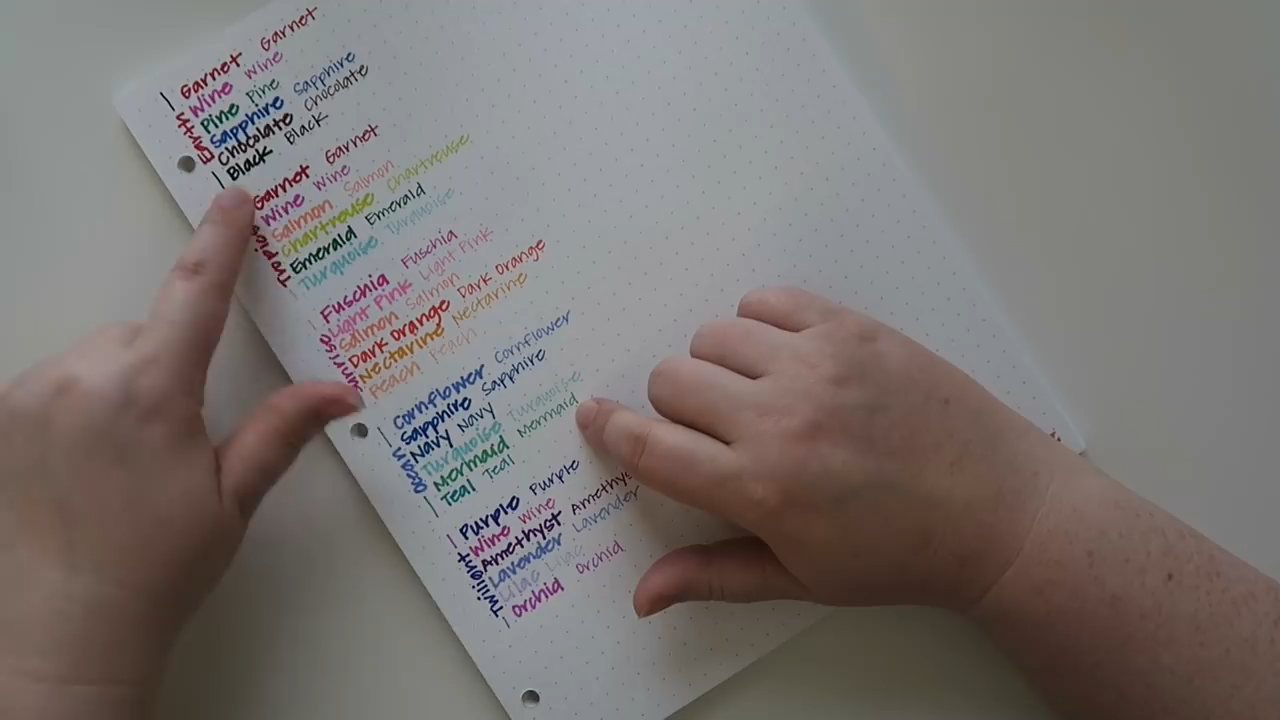 Garnet Garnet
Wine Wine
Pine Pine
Sapphire Sapphire
Chocolate Chocolate
Black Black
Garnet Garnet
Wine Wine
Salmon Salmon
Chartreuse Chartreuse
Emerald Emerald
Turquoise Turquoise
Fuschia Fuschia
Light Pink Light Pink
Salmon Salmon
Dark Orange Dark Orange
Nectarine Nectarine
Peach Peach
Sunrise
Cornflower Cornflower
Sapphire Sapphire
Navy Navy
Turquoise Turquoise
Mermaid Mermaid
Teal Teal
Ocean
Purple Purple
Wine Wine
Amethyst Amethys
Lavender Lavender
Lilac Lilac
Orchid Orchid
Twilight